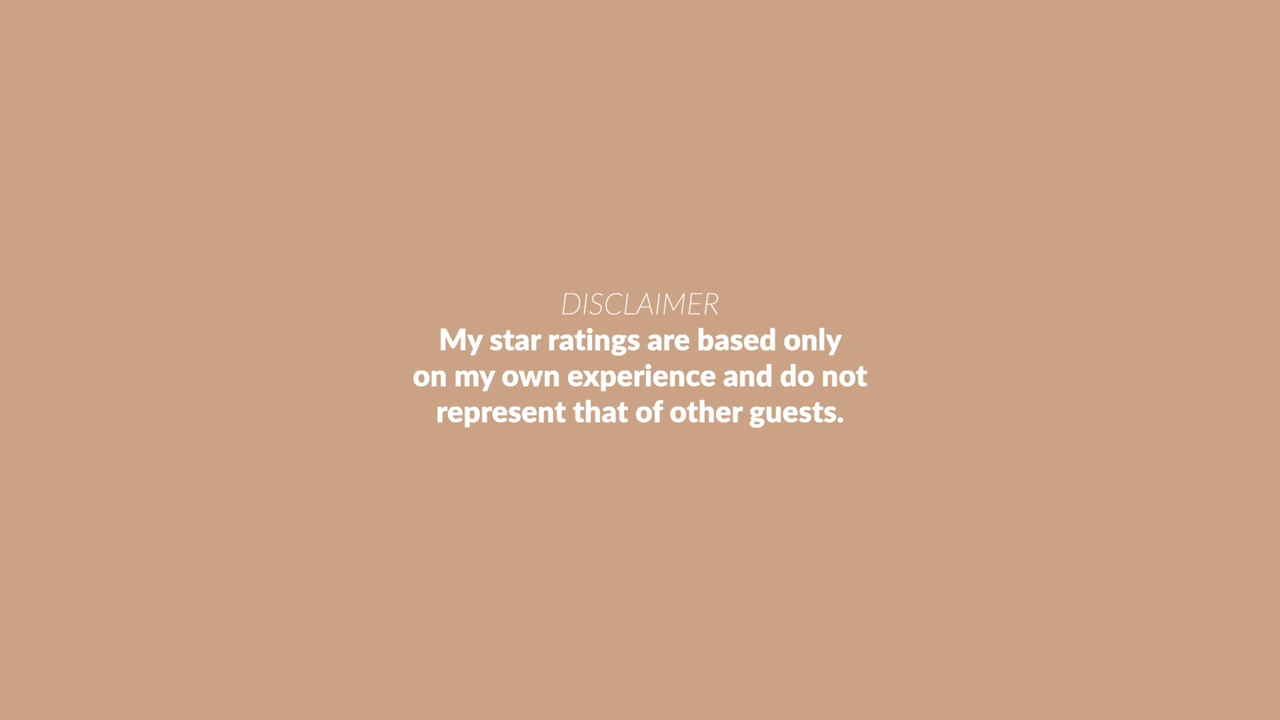 DISCLAIMER
My star ratings are based only
on my own experience and do not
represent that of other guests.